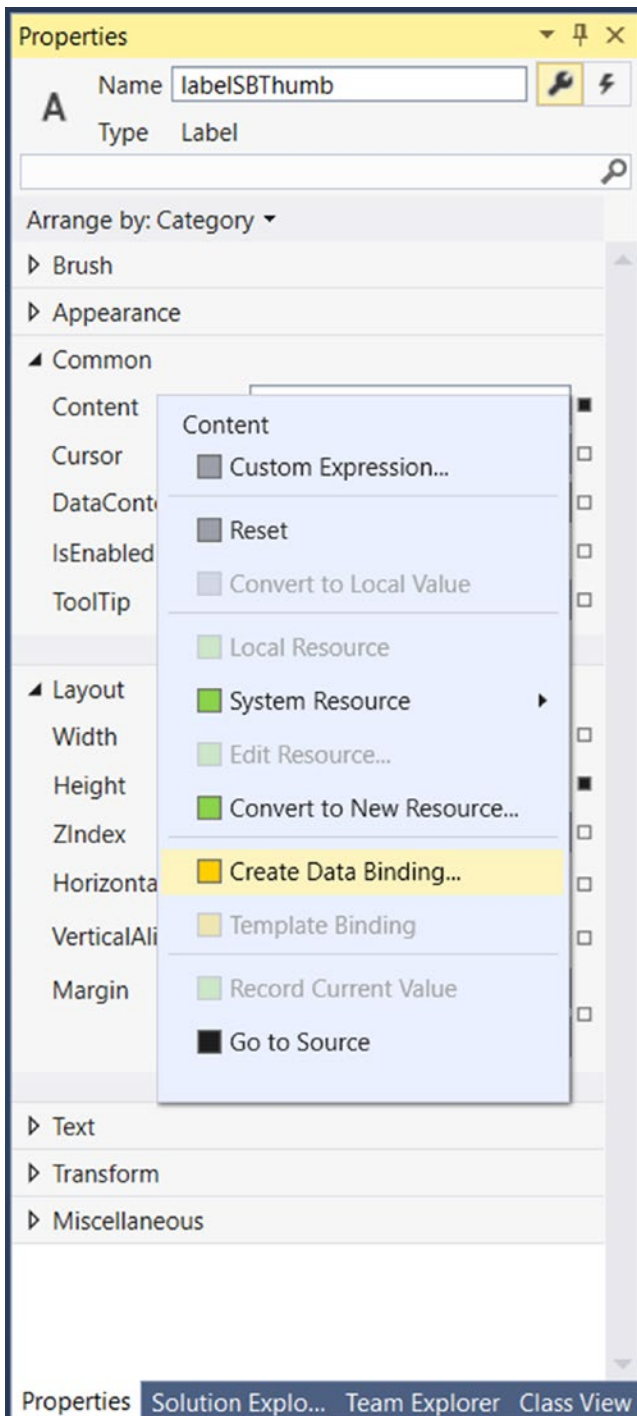 Properties
Name labelSBThumb
A
Type Label
Arrange by: Category
Brush
Appearance
Common
Content
Cursor
DataConte
IsEnabled
ToolTip
Content
Custom Expression...
Reset
Convert to Local Value
Local Resource
System Resource
Edit Resource...
Convert to New Resource...
Create Data Binding...
Template Binding
Record Current Value
Go to Source
Layout
Width
Height
ZIndex
Horizonta
VerticalAli
Margin
Text
Transform
Miscellaneous
Properties Solution Explo... Team Explorer Class View